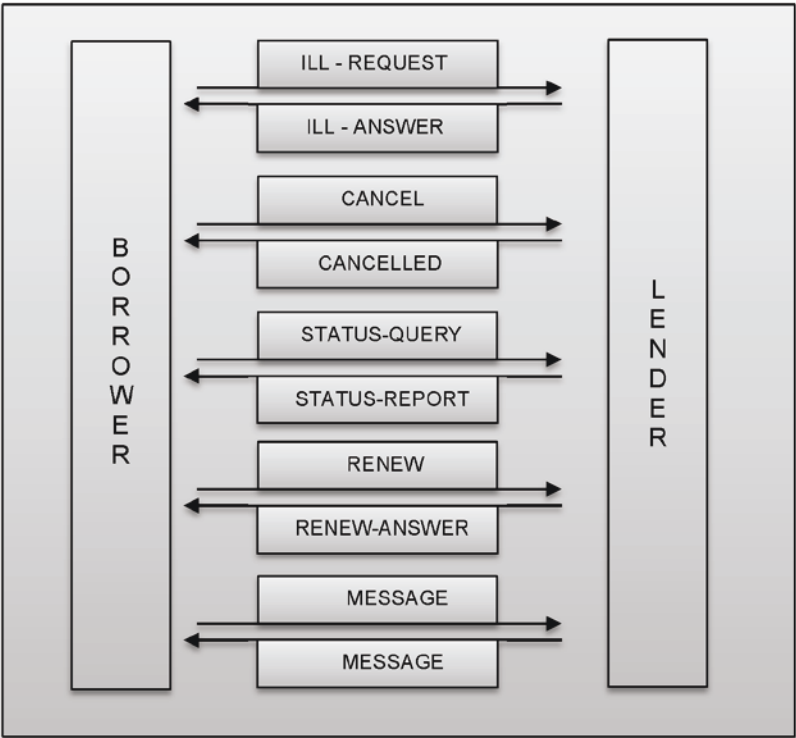 BORROWER
ILL - REQUEST
ILL - ANSWER
CANCEL
CANCELLED
STATUS-QUERY
STATUS-REPORT
RENEW
RENEW-ANSWER
MESSAGE
MESSAGE
LENDER